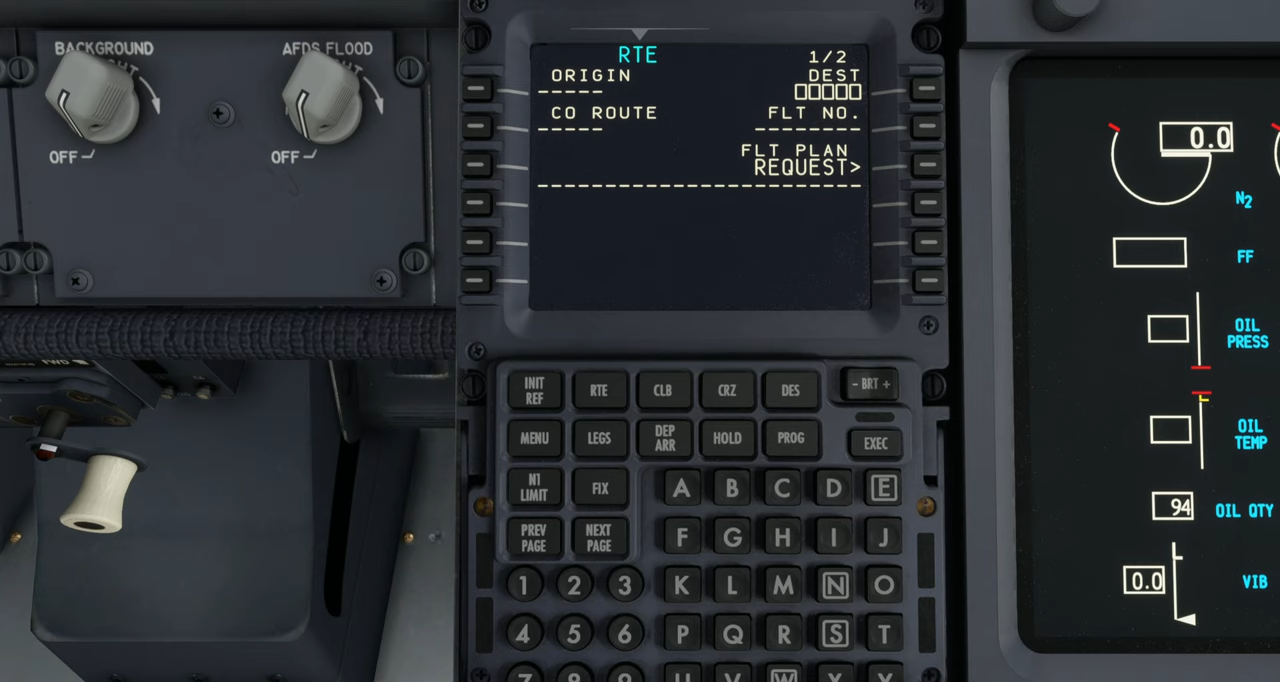 BACKGROUND
AFDS FLOOD
OFF
OFF
RTE 1/2
ORIGIN DEST
----- □□□□□
CO ROUTE FLT NO.
----- --------
FLT PLAN
REQUEST>
------------------------
INIT REF
RTE
CLB
CRZ
DES
- BRT +
MENU
LEGS
DEP ARR
HOLD
PROG
EXEC
N1 LIMIT
FIX
A B C D E
PREV PAGE
NEXT PAGE
F G H I J
1 2 3 K L M N O
4 5 6 P Q R S T
0.0
N2
FF
OIL PRESS
OIL TEMP
94 OIL QTY
0.0 VIB